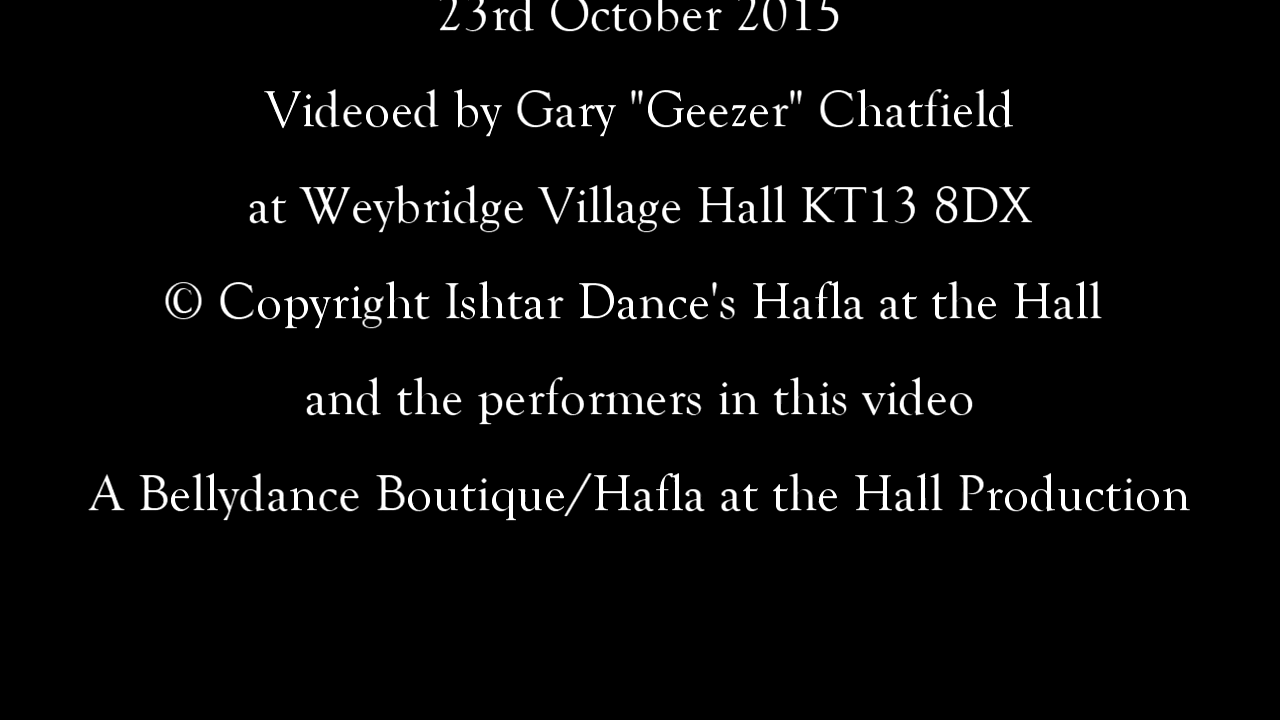 23rd October 2015
Videoed by Gary "Geezer" Chatfield
at Weybridge Village Hall KT13 8DX
© Copyright Ishtar Dance's Hafla at the Hall
and the performers in this video
A Bellydance Boutique/Hafla at the Hall Production